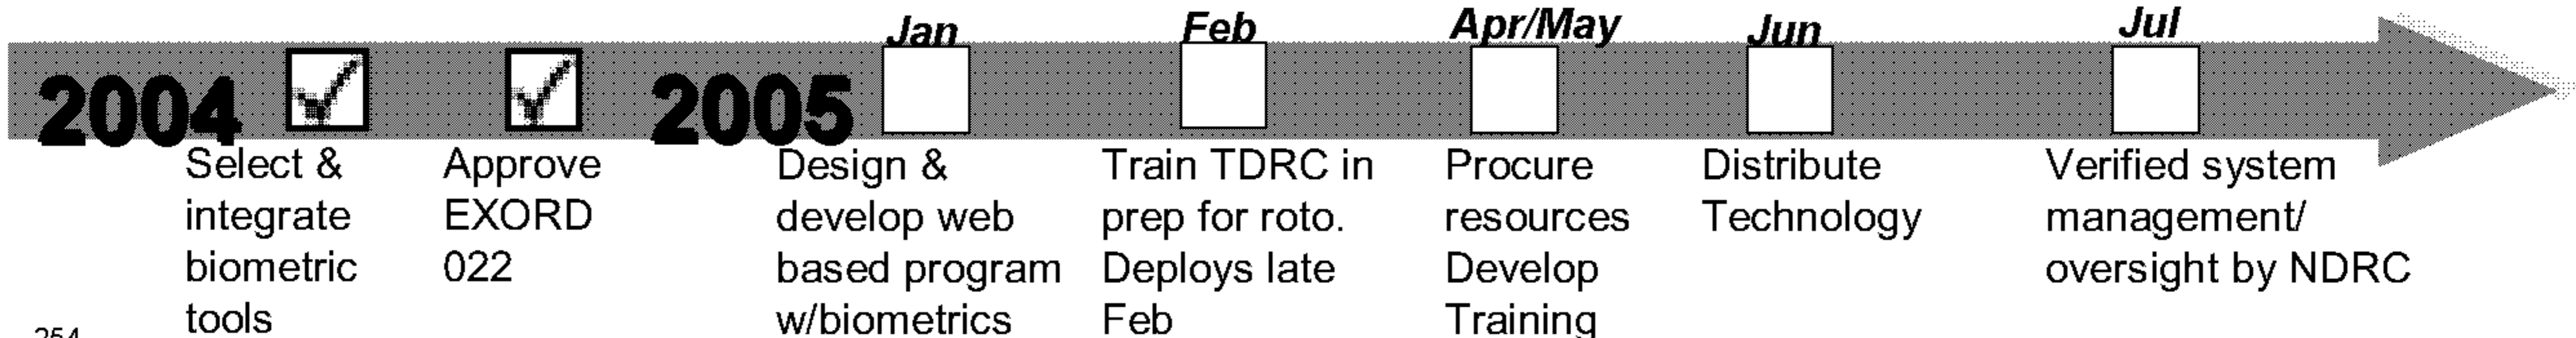 Jan Feb Apr/May Jun Jul
2004 2005
Select &
integrate
biometric
tools
Approve
EXORD
022
Design &
develop web
based program
w/biometrics
Train TDRC in
prep for roto.
Deploys late
Feb
Procure
resources
Develop
Training
Distribute
Technology
Verified system
management/
oversight by NDRC
254